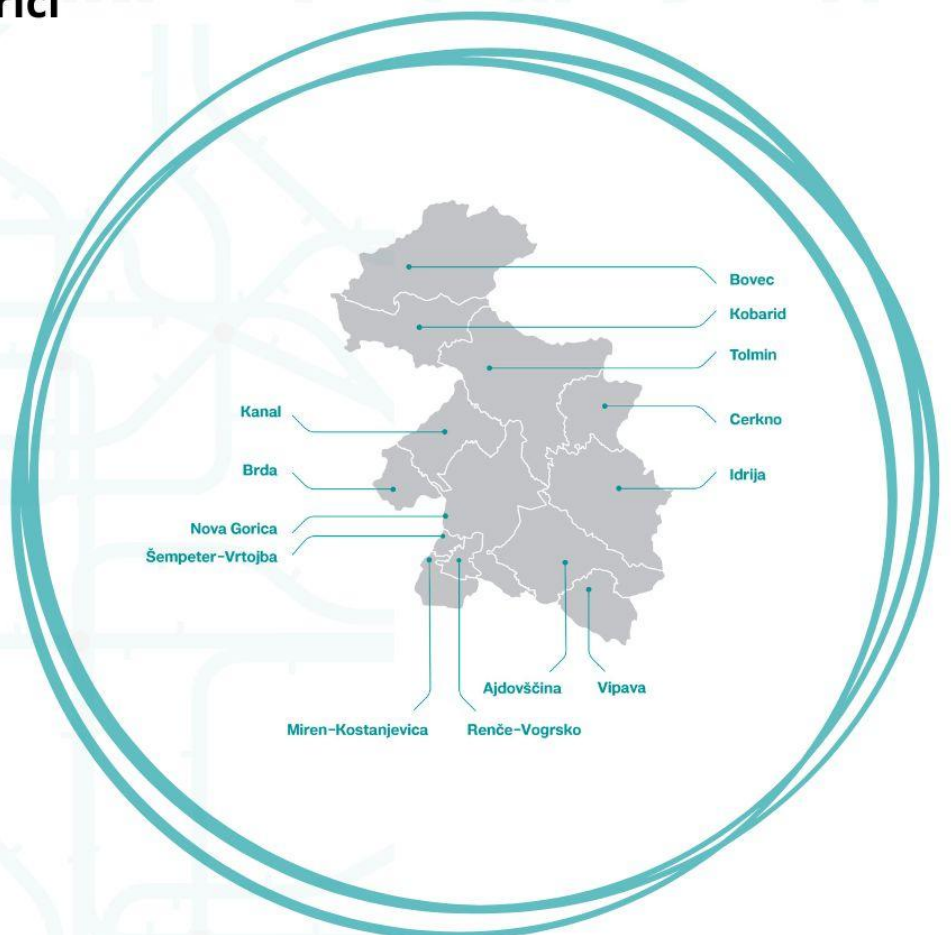 Bovec
Kobarid
Tolmin
Kanal
Cerkno
Brda
Idrija
Nova Gorica
Šempeter-Vrtojba
Ajdovščina
Vipava
Miren-Kostanjevica
Renče-Vogrsko